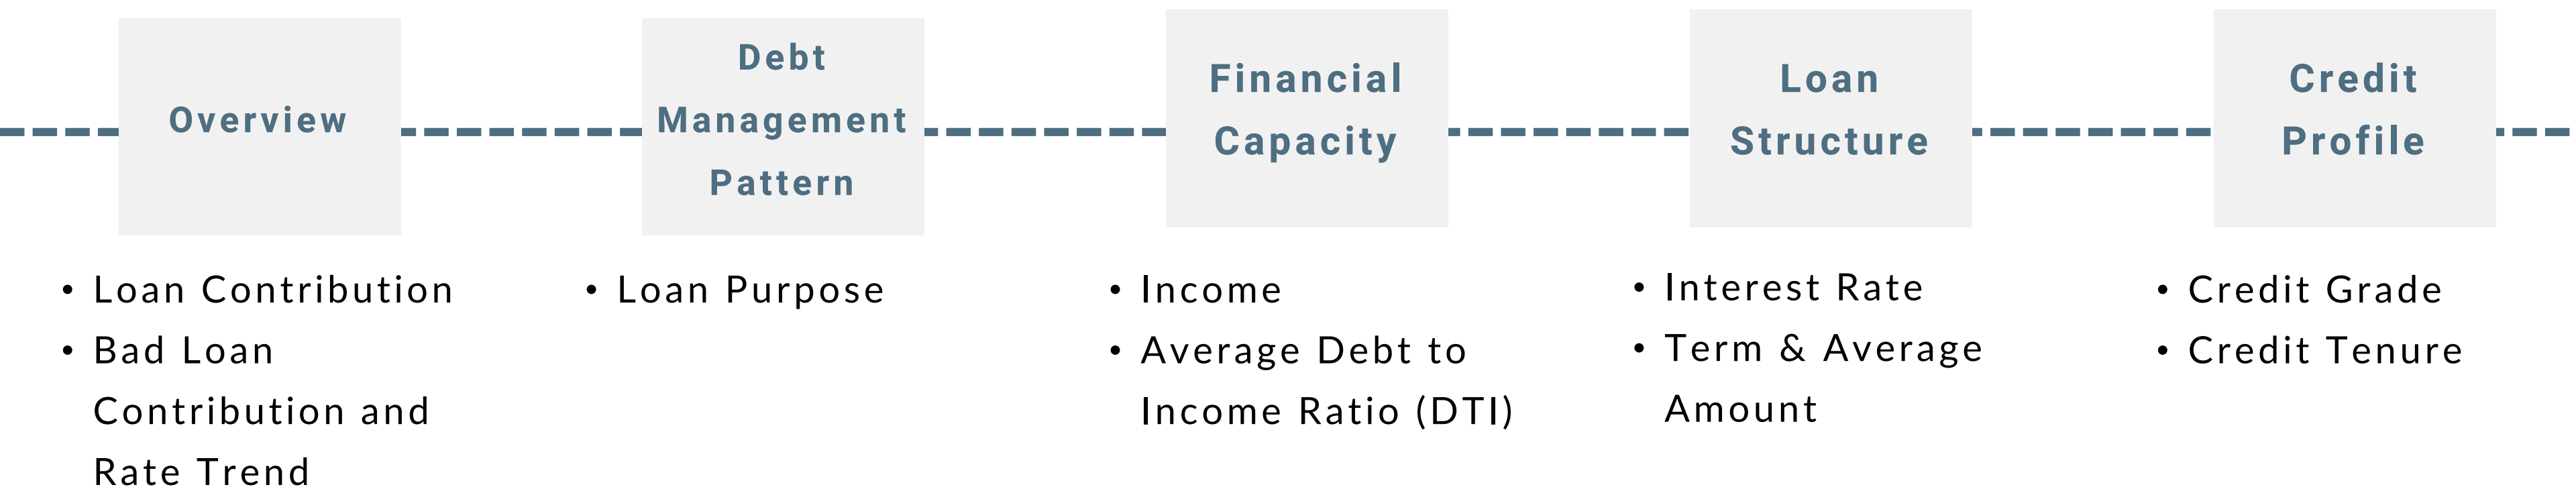 Overview
• Loan Contribution
• Bad Loan
Contribution and
Rate Trend
Debt
Management
Pattern
• Loan Purpose
Financial
Capacity
• Income
• Average Debt to
Income Ratio (DTI)
Loan
Structure
• Interest Rate
• Term & Average
Amount
Credit
Profile
• Credit Grade
• Credit Tenure